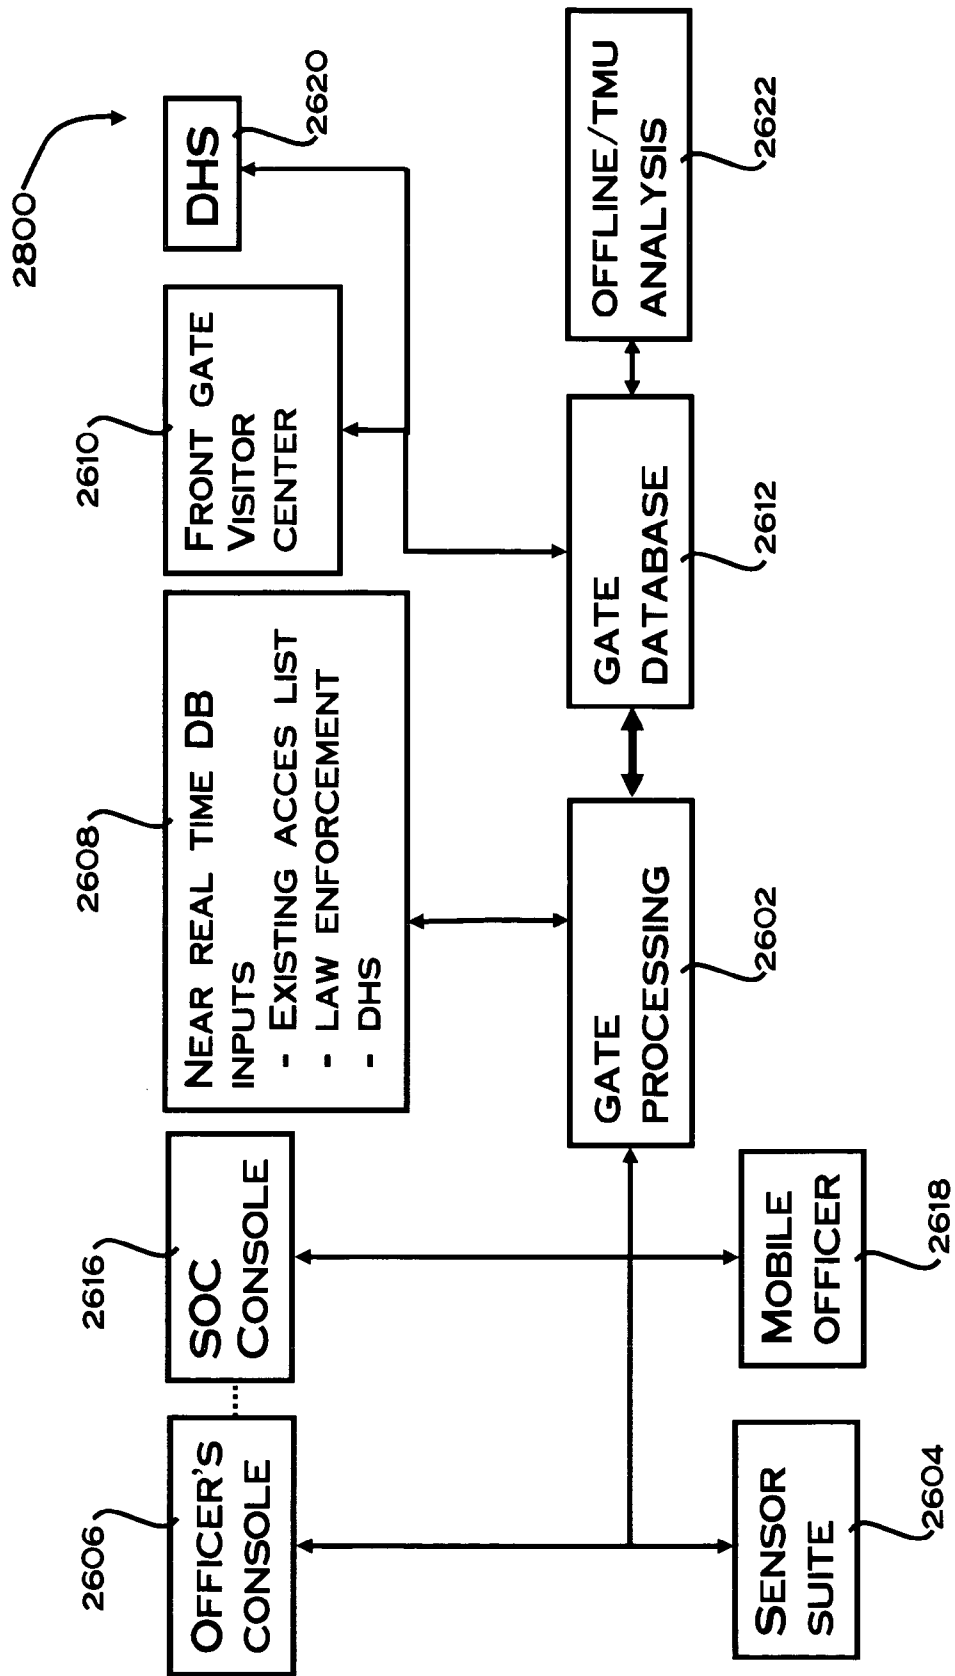 2800
2606
OFFICER'S
CONSOLE
2616
SOC
CONSOLE
2608
NEAR REAL TIME DB
INPUTS
- EXISTING ACCES LIST
- LAW ENFORCEMENT
- DHS
2610
FRONT GATE
VISITOR
CENTER
DHS
2620
SENSOR
SUITE
2604
MOBILE
OFFICER
2618
GATE
PROCESSING
2602
GATE
DATABASE
2612
OFFLINE/TMU
ANALYSIS
2622